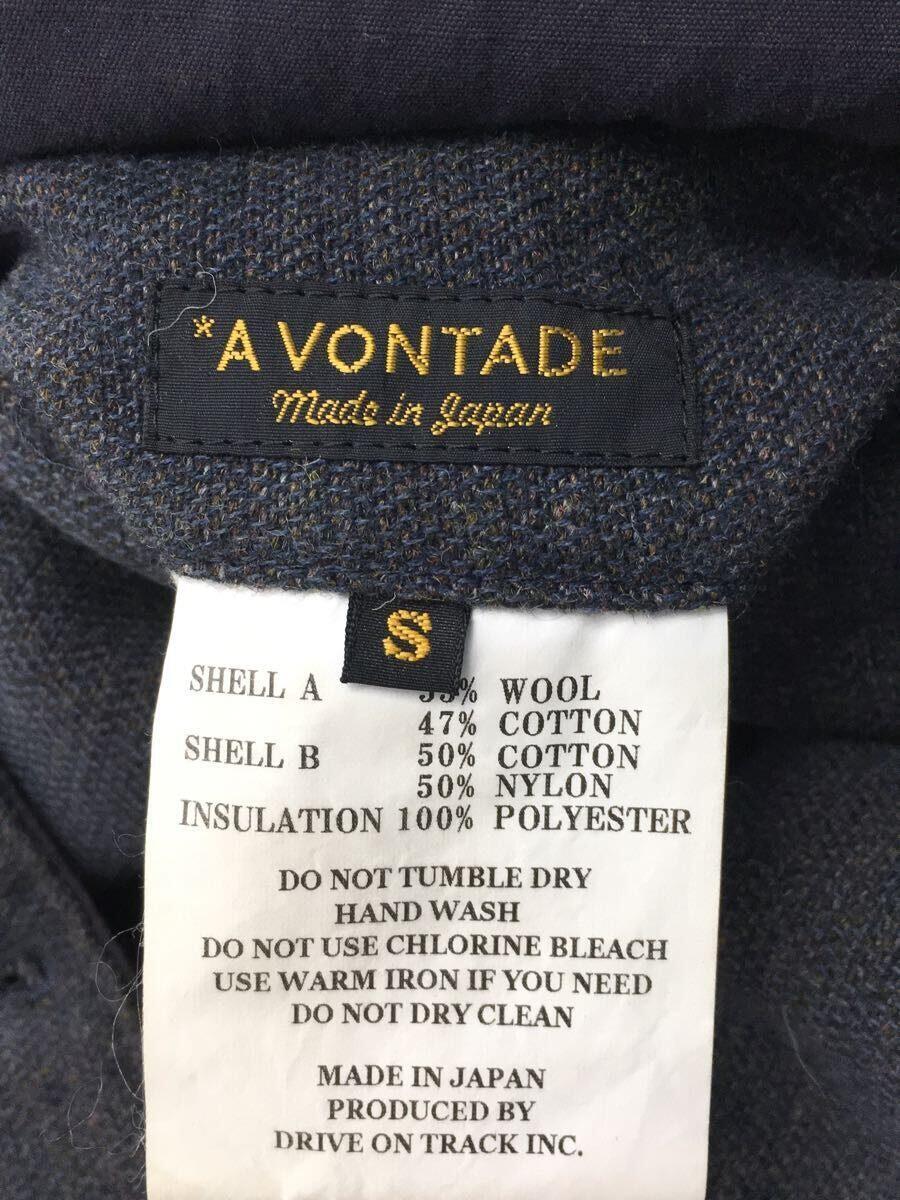 *A VONTADE
Made in Japan
S
SHELL A WOOL
47% COTTON
SHELL B 50% COTTON
50% NYLON
INSULATION 100% POLYESTER
DO NOT TUMBLE DRY
HAND WASH
DO NOT USE CHLORINE BLEACH
USE WARM IRON IF YOU NEED
DO NOT DRY CLEAN
MADE IN JAPAN
PRODUCED BY
DRIVE ON TRACK INC.